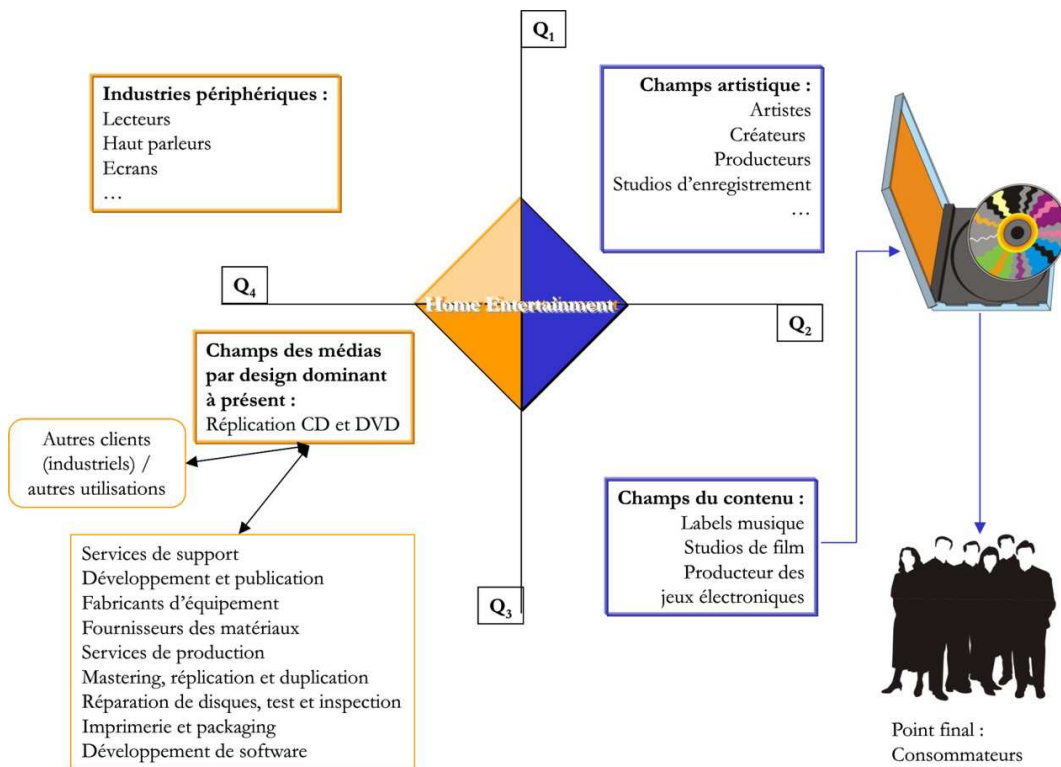 Q1
Industries périphériques :
Lecteurs
Haut parleurs
Ecrans
…
Champs artistique :
Artistes
Créateurs
Producteurs
Studios d'enregistrement
…
Q4
Home Entertainment
Q2
Champs des médias
par design dominant
à présent :
Réplication CD et DVD
Autres clients
(industriels) /
autres utilisations
Champs du contenu :
Labels musique
Studios de film
Producteur des
jeux électroniques
Q3
Services de support
Développement et publication
Fabricants d'équipement
Fournisseurs des matériaux
Services de production
Mastering, réplication et duplication
Réparation de disques, test et inspection
Imprimerie et packaging
Développement de software
Point final :
Consommateurs